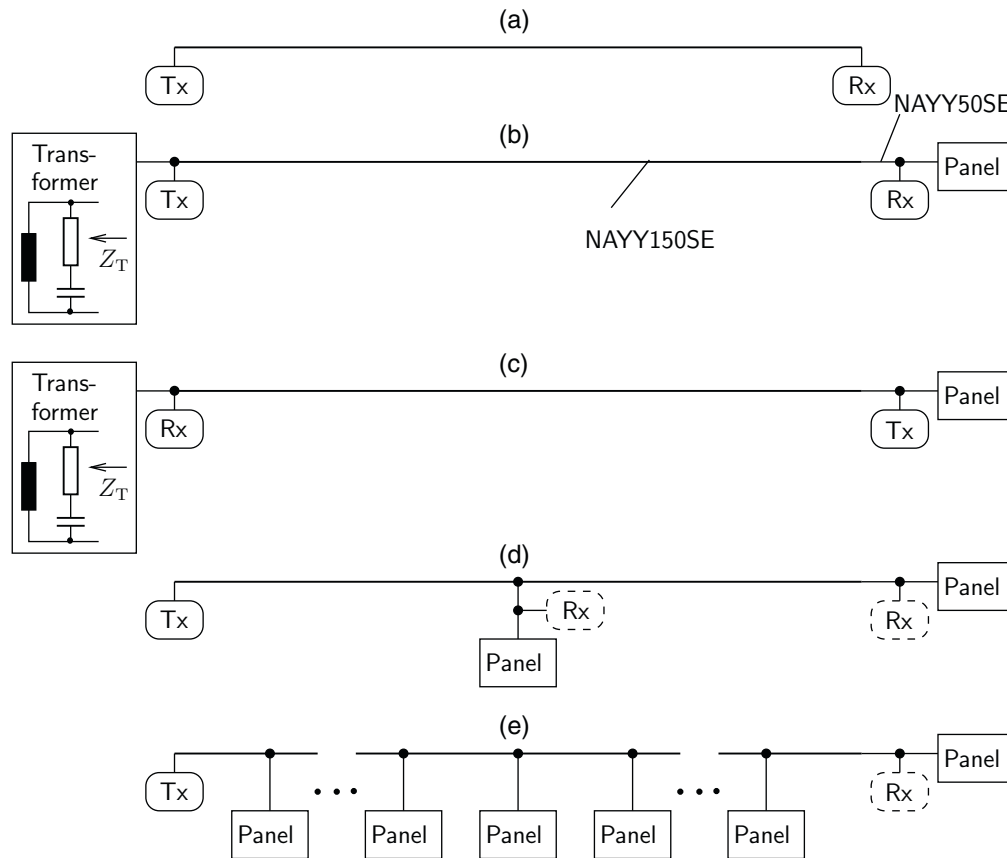 (a)
Tx
Rx
NAYY50SE
(b)
Trans-
former
Z_T
Tx
NAYY150SE
Rx
Panel
(c)
Trans-
former
Z_T
Rx
Tx
Panel
(d)
Tx
Rx
Panel
Rx
Panel
(e)
Tx
Panel
Panel
Panel
Panel
Panel
Rx
Panel